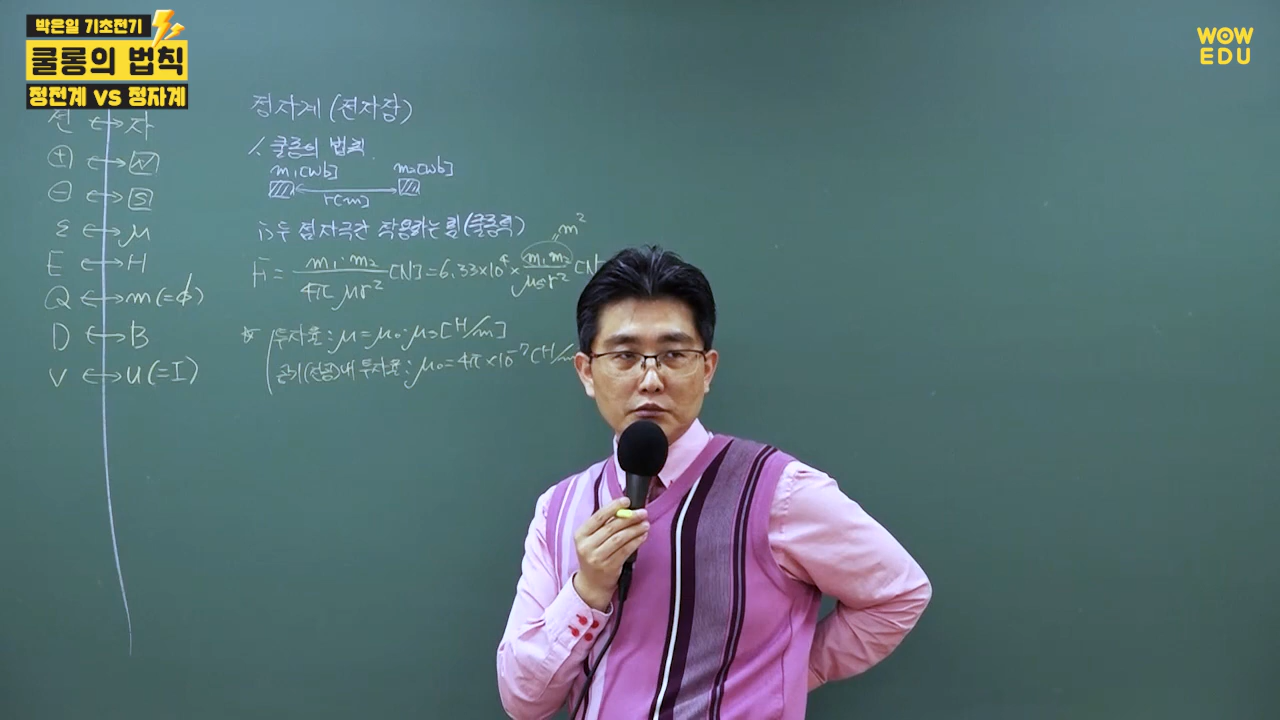 박은일 기초전기
쿨롱의 법칙
정전계 vs 정자계
WOW
EDU
전 ↔ 자
⊕ ↔ N
⊖ ↔ S
ε ↔ μ
E ↔ H
Q ↔ m(=ϕ)
D ↔ B
v ↔ u(=I)
정자계 (전자장)
1. 쿨롱의 법칙
m₁[wb] m₂[wb]
r[m]
1) 두 점자극간 작용하는 힘(쿨롱력)
= m²
F = m₁·m₂ / 4πμr² [N] = 6.33×10⁴ × m₁m₂ / μsr² [N
투자율: μ = μ₀·μs [H/m]
공기(진공)내 투자율: μ₀ = 4π×10⁻⁷ [H/m